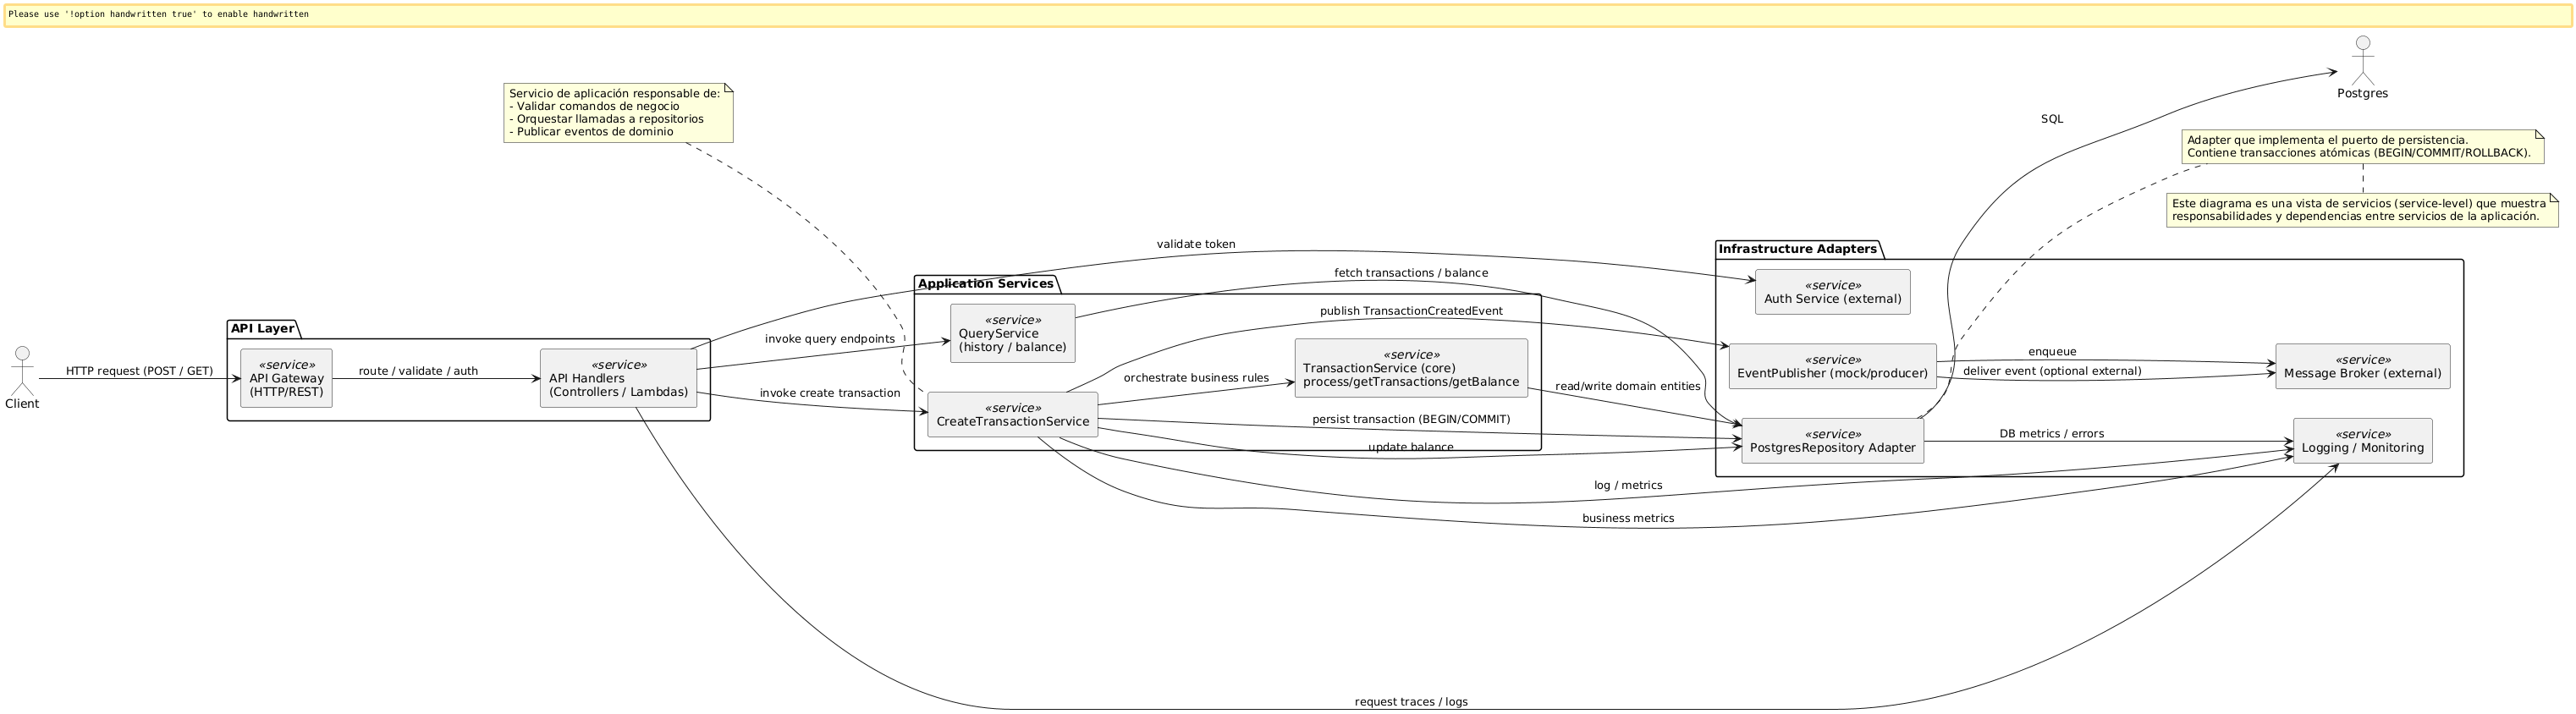 Please use '!option handwritten true' to enable handwritten
Postgres
Servicio de aplicación responsable de:
- Validar comandos de negocio
- Orquestar llamadas a repositorios
- Publicar eventos de dominio
SQL
Adapter que implementa el puerto de persistencia.
Contiene transacciones atómicas (BEGIN/COMMIT/ROLLBACK).
Este diagrama es una vista de servicios (service-level) que muestra
responsabilidades y dependencias entre servicios de la aplicación.
validate token
Infrastructure Adapters
fetch transactions / balance
Application Services
«service»
Auth Service (external)
publish TransactionCreatedEvent
«service»
QueryService
(history / balance)
API Layer
invoke query endpoints
«service»
TransactionService (core)
process/getTransactions/getBalance
enqueue
«service»
EventPublisher (mock/producer)
deliver event (optional external)
«service»
Message Broker (external)
Client
HTTP request (POST / GET)
«service»
API Gateway
(HTTP/REST)
route / validate / auth
«service»
API Handlers
(Controllers / Lambdas)
orchestrate business rules
read/write domain entities
invoke create transaction
«service»
CreateTransactionService
persist transaction (BEGIN/COMMIT)
update balance
«service»
PostgresRepository Adapter
DB metrics / errors
«service»
Logging / Monitoring
log / metrics
business metrics
request traces / logs